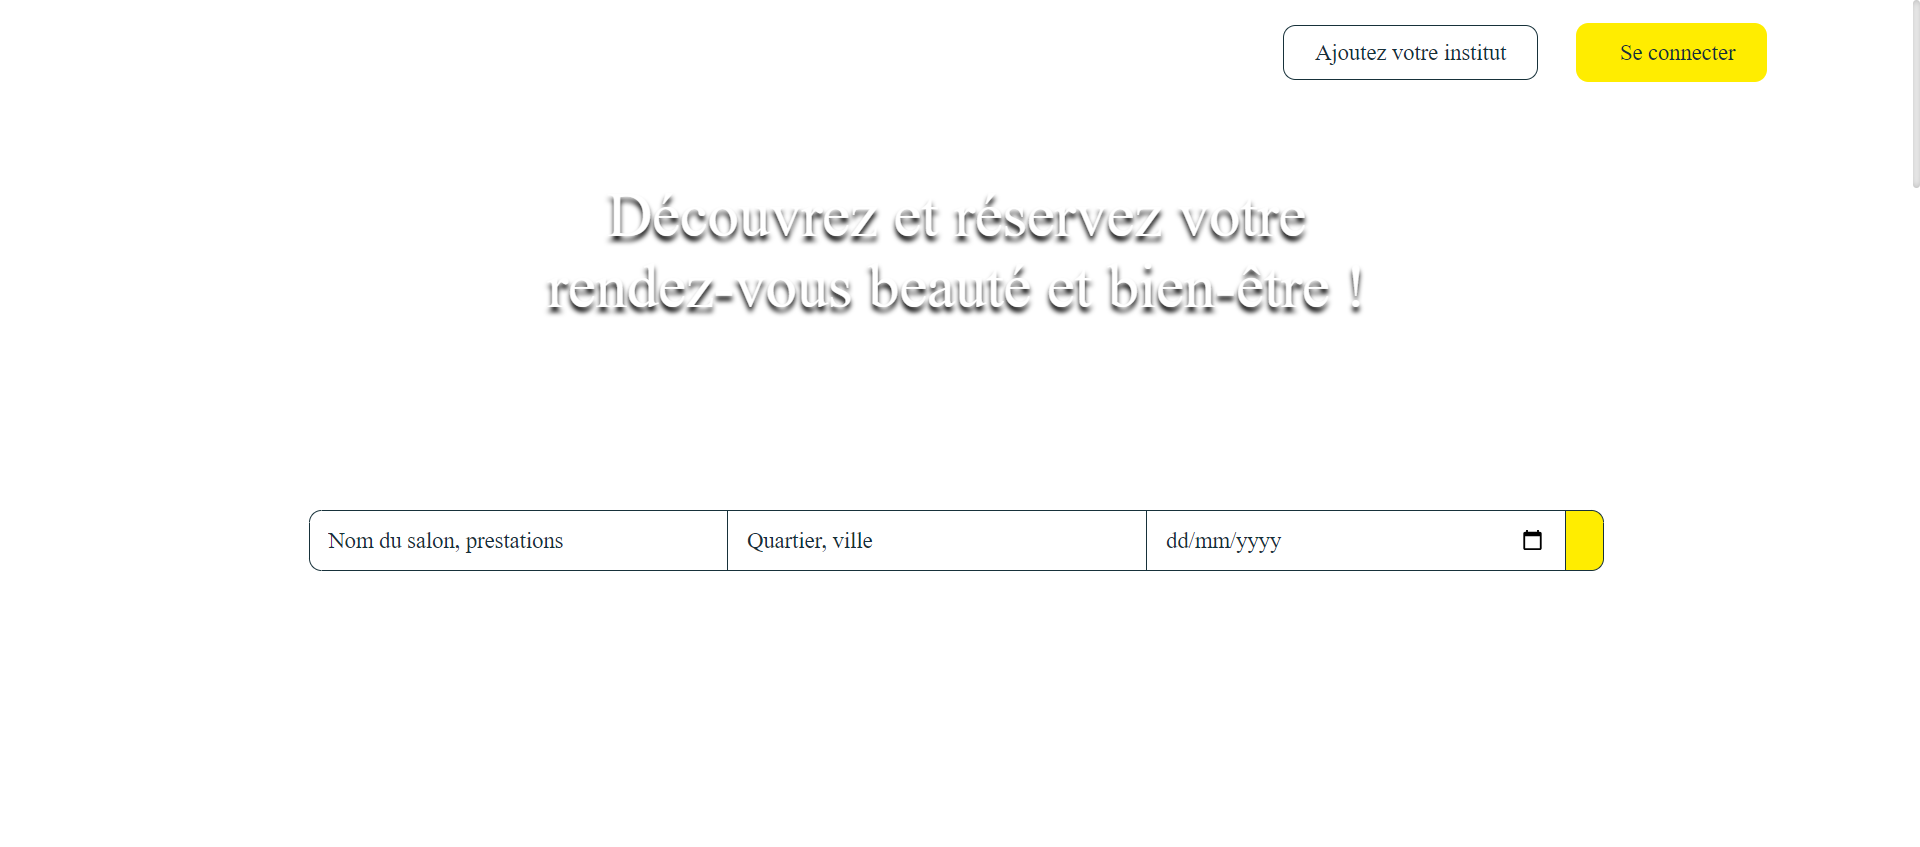 Ajoutez votre institut
Se connecter
Découvrez et réservez votre
rendez-vous beauté et bien-être !
Nom du salon, prestations
Quartier, ville
dd/mm/yyyy